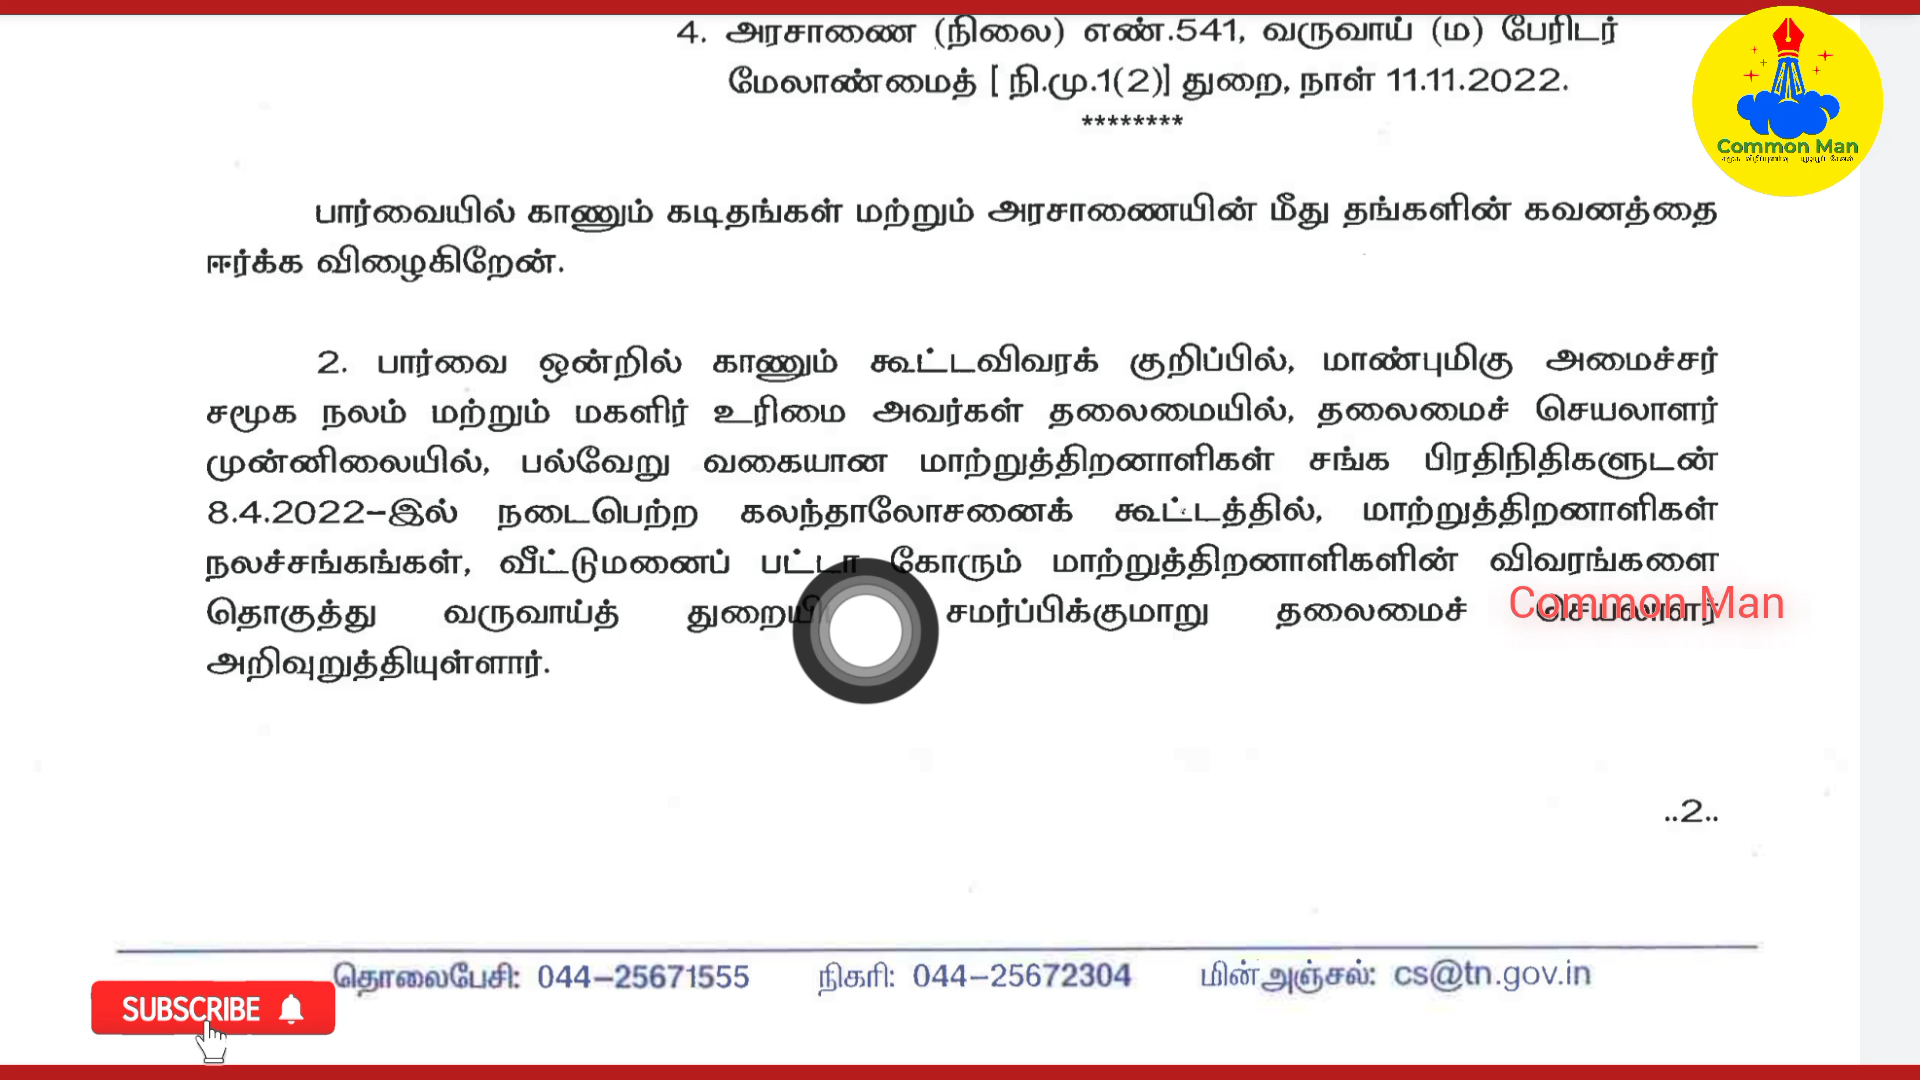 4. அரசாணை (நிலை) எண்.541, வருவாய் (ம) பேரிடர்
மேலாண்மைத் [ நி.மு.1(2)] துறை, நாள் 11.11.2022.
********
Common Man
பார்வையில் காணும் கடிதங்கள் மற்றும் அரசாணையின் மீது தங்களின் கவனத்தை
ஈர்க்க விழைகிறேன்.
2. பார்வை ஒன்றில் காணும் கூட்டவிவரக் குறிப்பில், மாண்புமிகு அமைச்சர்
சமூக நலம் மற்றும் மகளிர் உரிமை அவர்கள் தலைமையில், தலைமைச் செயலாளர்
முன்னிலையில், பல்வேறு வகையான மாற்றுத்திறனாளிகள் சங்க பிரதிநிதிகளுடன்
8.4.2022-இல் நடைபெற்ற கலந்தாலோசனைக் கூட்டத்தில், மாற்றுத்திறனாளிகள்
நலச்சங்கங்கள், வீட்டுமனைப் பட்டா கோரும் மாற்றுத்திறனாளிகளின் விவரங்களை
தொகுத்து வருவாய்த் சமர்ப்பிக்குமாறு தலைமைச் செயலாளர்
Common Man
அறிவுறுத்தியுள்ளார்.
..2..
தொலைபேசி: 044-25671555 நிகரி: 044-25672304 மின்அஞ்சல்: cs@tn.gov.in
SUBSCRIBE